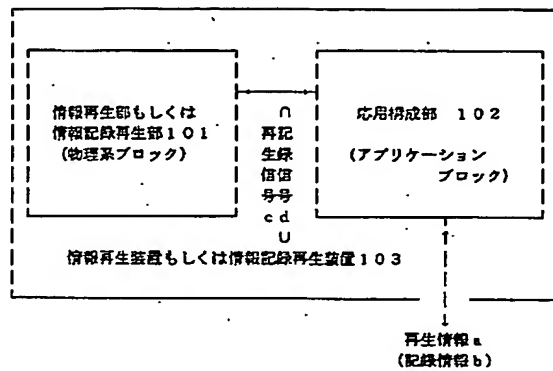 情報再生部もしくは
情報記録再生部101
(物理系ブロック)
応用構成部 102
(アプリケーション
ブロック)
∩
再記
生録
信信
号号
cd
∪
情報再生装置もしくは情報記録再生装置103
再生情報a
(記録情報b)